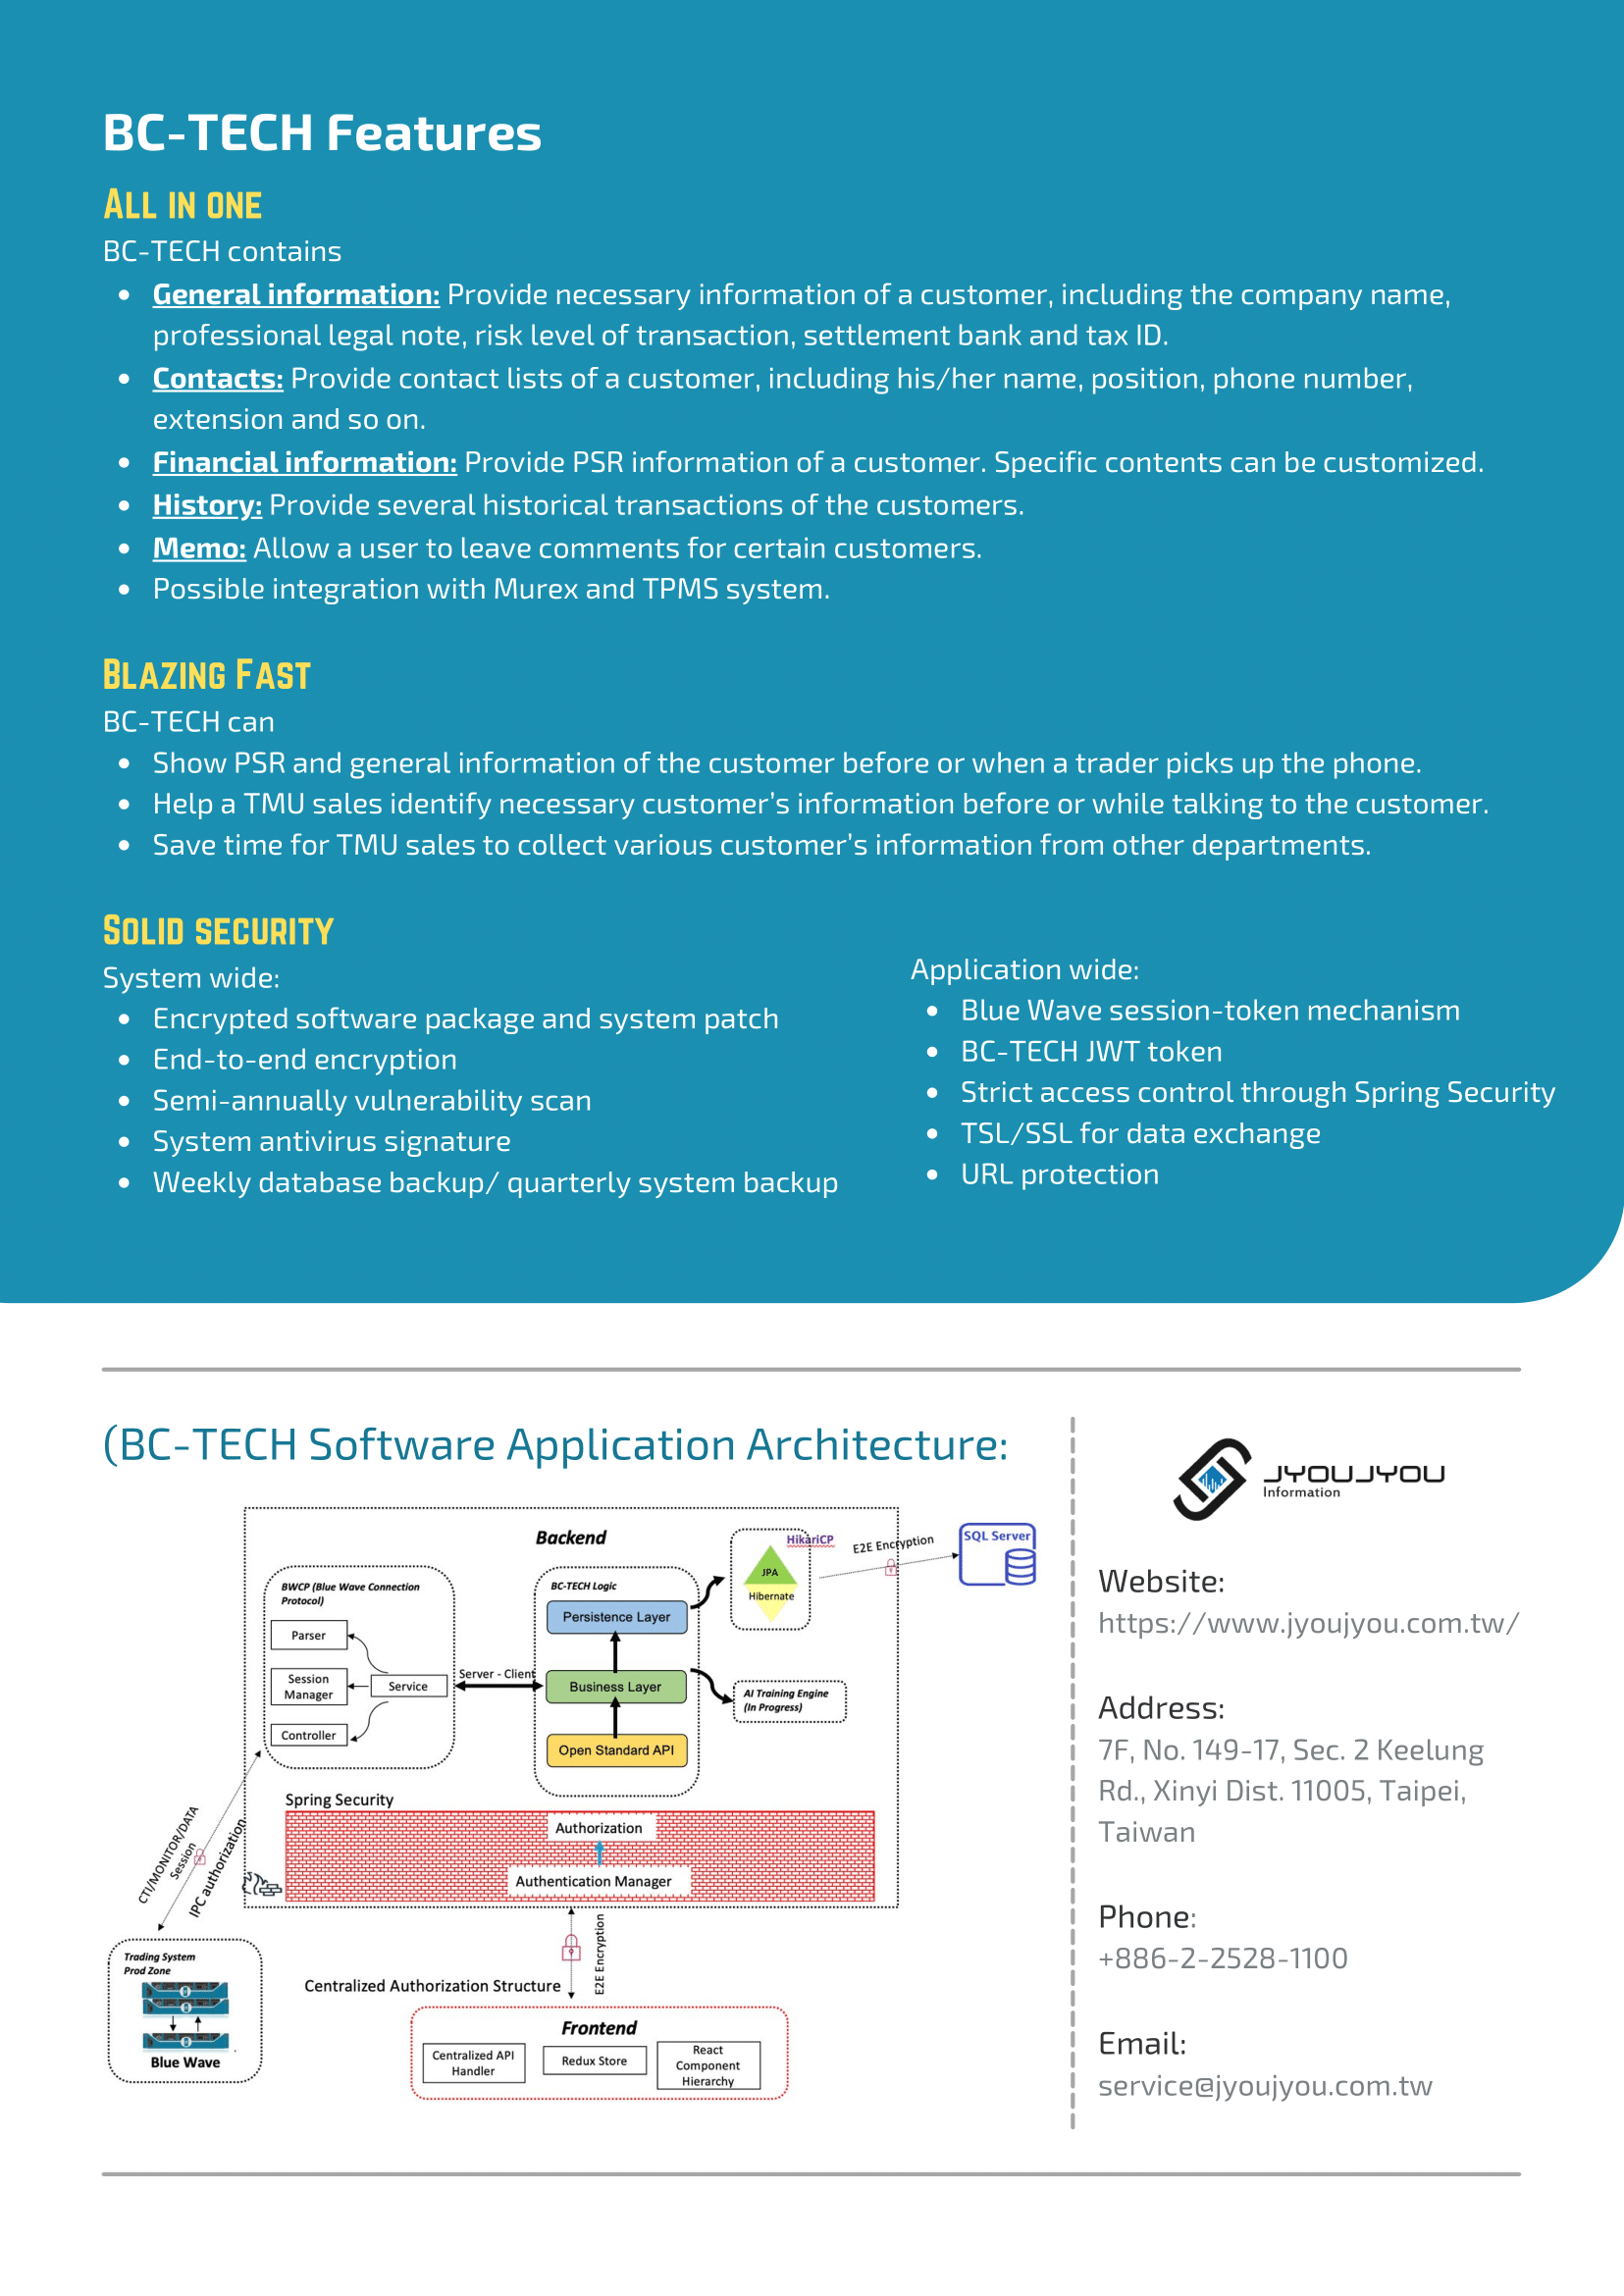 BC-TECH Features
ALL IN ONE
BC-TECH contains
• General information: Provide necessary information of a customer, including the company name,
professional legal note, risk level of transaction, settlement bank and tax ID.
• Contacts: Provide contact lists of a customer, including his/her name, position, phone number,
extension and so on.
• Financial information: Provide PSR information of a customer. Specific contents can be customized.
• History: Provide several historical transactions of the customers.
• Memo: Allow a user to leave comments for certain customers.
• Possible integration with Murex and TPMS system.
BLAZING FAST
BC-TECH can
• Show PSR and general information of the customer before or when a trader picks up the phone.
• Help a TMU sales identify necessary customer's information before or while talking to the customer.
• Save time for TMU sales to collect various customer's information from other departments.
SOLID SECURITY
System wide:
• Encrypted software package and system patch
• End-to-end encryption
• Semi-annually vulnerability scan
• System antivirus signature
• Weekly database backup/ quarterly system backup
Application wide:
• Blue Wave session-token mechanism
• BC-TECH JWT token
• Strict access control through Spring Security
• TSL/SSL for data exchange
• URL protection
(BC-TECH Software Application Architecture:
Backend
BWCP (Blue Wave Connection
Protocol)
Parser
Session
Manager
Controller
Service
Server - Client
BC-TECH Logic
Persistence Layer
Business Layer
Open Standard API
HikariCP
JPA
Hibernate
E2E Encryption
SQL Server
AI Training Engine
(In Progress)
Spring Security
Authorization
Authentication Manager
CTI/MONITOR/DATA
Session
IPC authorization
Trading System
Prod Zone
Blue Wave
Centralized Authorization Structure
E2E Encryption
Frontend
Centralized API
Handler
Redux Store
React
Component
Hierarchy
JYOUJYOU
Information
Website:
https://www.jyoujyou.com.tw/
Address:
7F, No. 149-17, Sec. 2 Keelung
Rd., Xinyi Dist. 11005, Taipei,
Taiwan
Phone:
+886-2-2528-1100
Email:
service@jyoujyou.com.tw